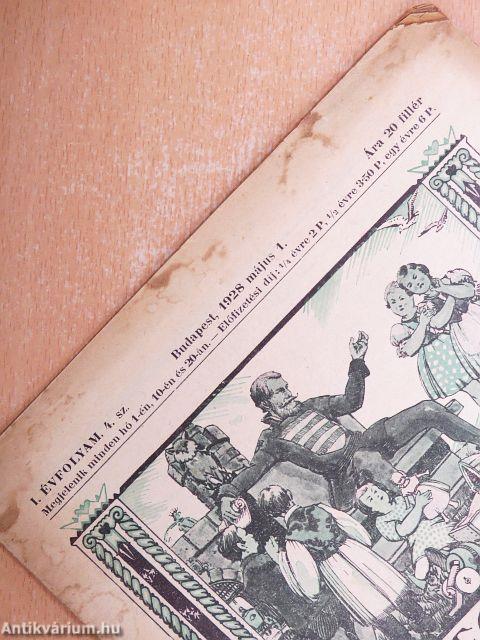 I. ÉVFOLYAM. 4. sz. Budapest, 1928 május 1. Ára 20 fillér
Megjelenik minden hó 1-én, 10-én és 20-án. — Előfizetési díj: 1/4 évre 2 P, 1/2 évre 3·50 P, egy évre 6 P.
Antikvárium.hu